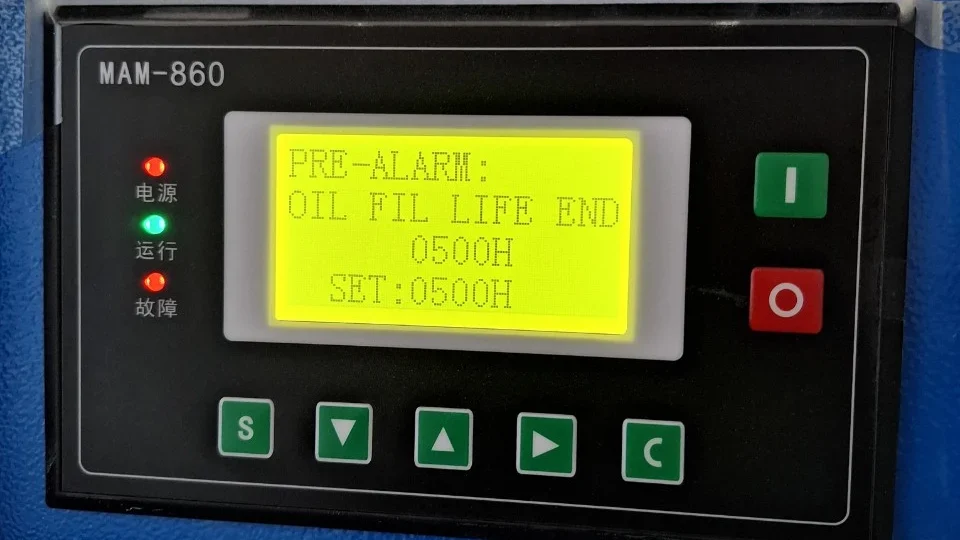 MAM-860
PRE-ALARM:
OIL FIL LIFE END
0500H
SET:0500H
电源
运行
故障
I
O
S
▼
▲
▶
C